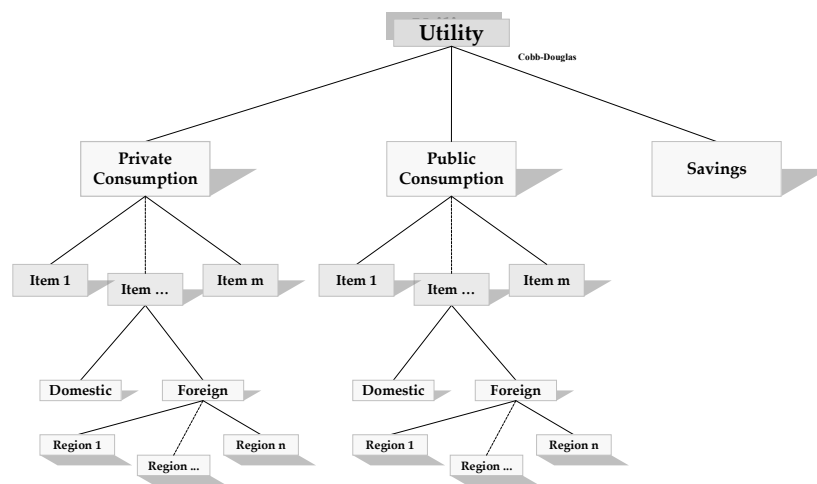 Utility
Cobb-Douglas
Private
Consumption
Public
Consumption
Savings
Item 1
Item …
Item m
Item 1
Item …
Item m
Domestic
Foreign
Domestic
Foreign
Region 1
Region ...
Region n
Region 1
Region ...
Region n